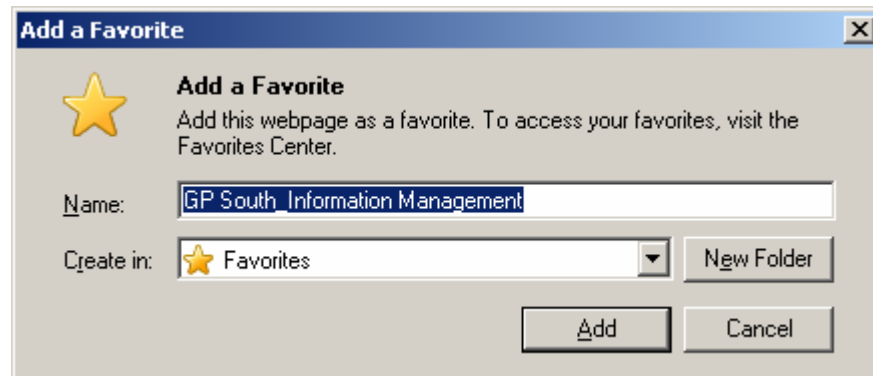 Add a Favorite
Add a Favorite
Add this webpage as a favorite. To access your favorites, visit the
Favorites Center.
Name: GP South_Information Management
Create in: Favorites New Folder
Add Cancel